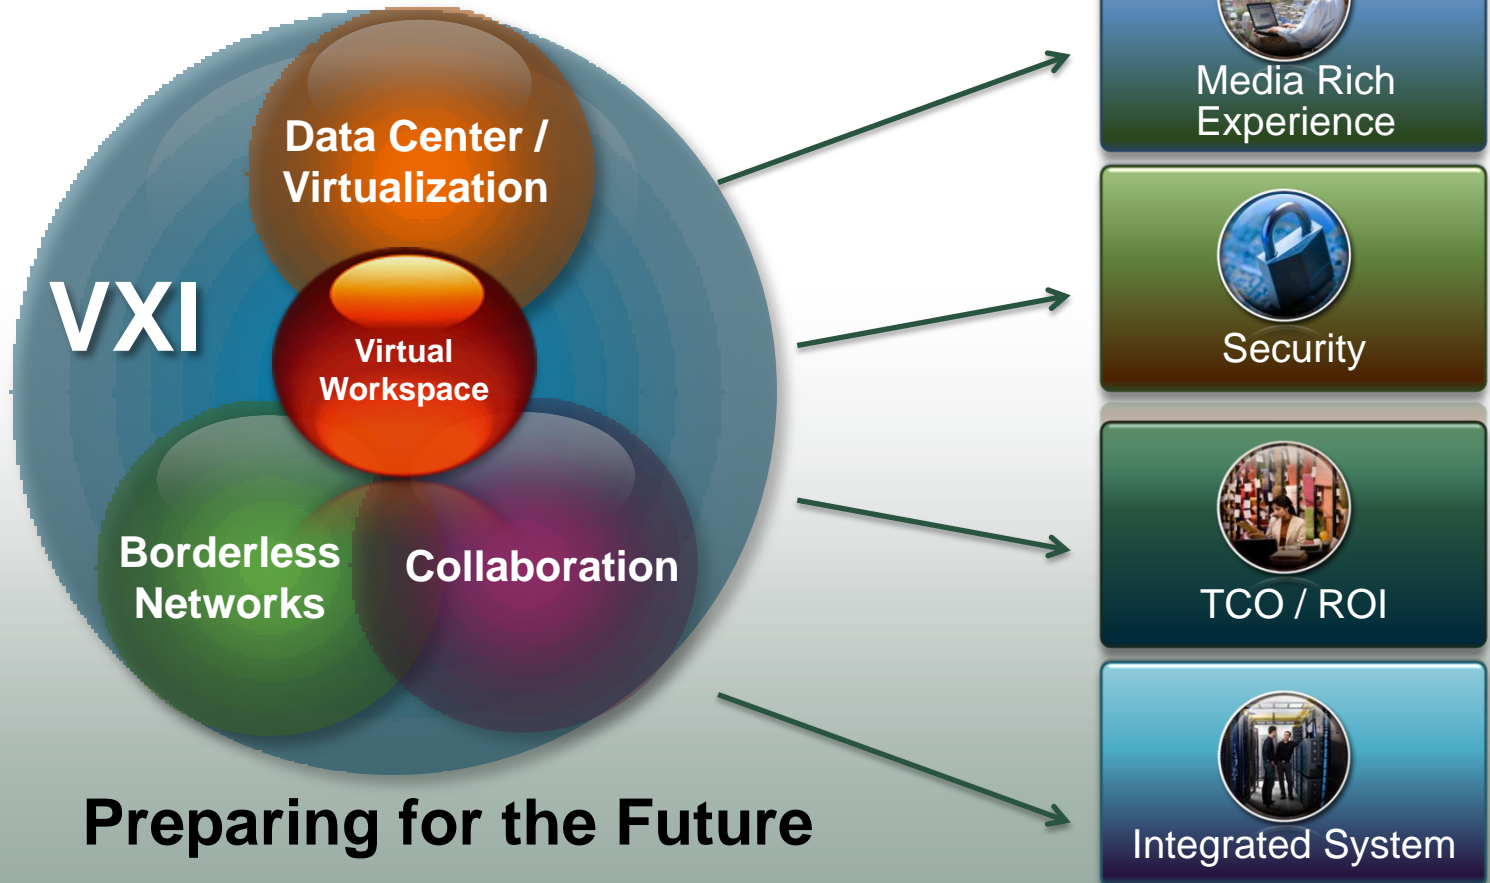 Data Center /
Virtualization
VXI
Virtual
Workspace
Borderless
Networks
Collaboration
Preparing for the Future
Media Rich
Experience
Security
TCO / ROI
Integrated System